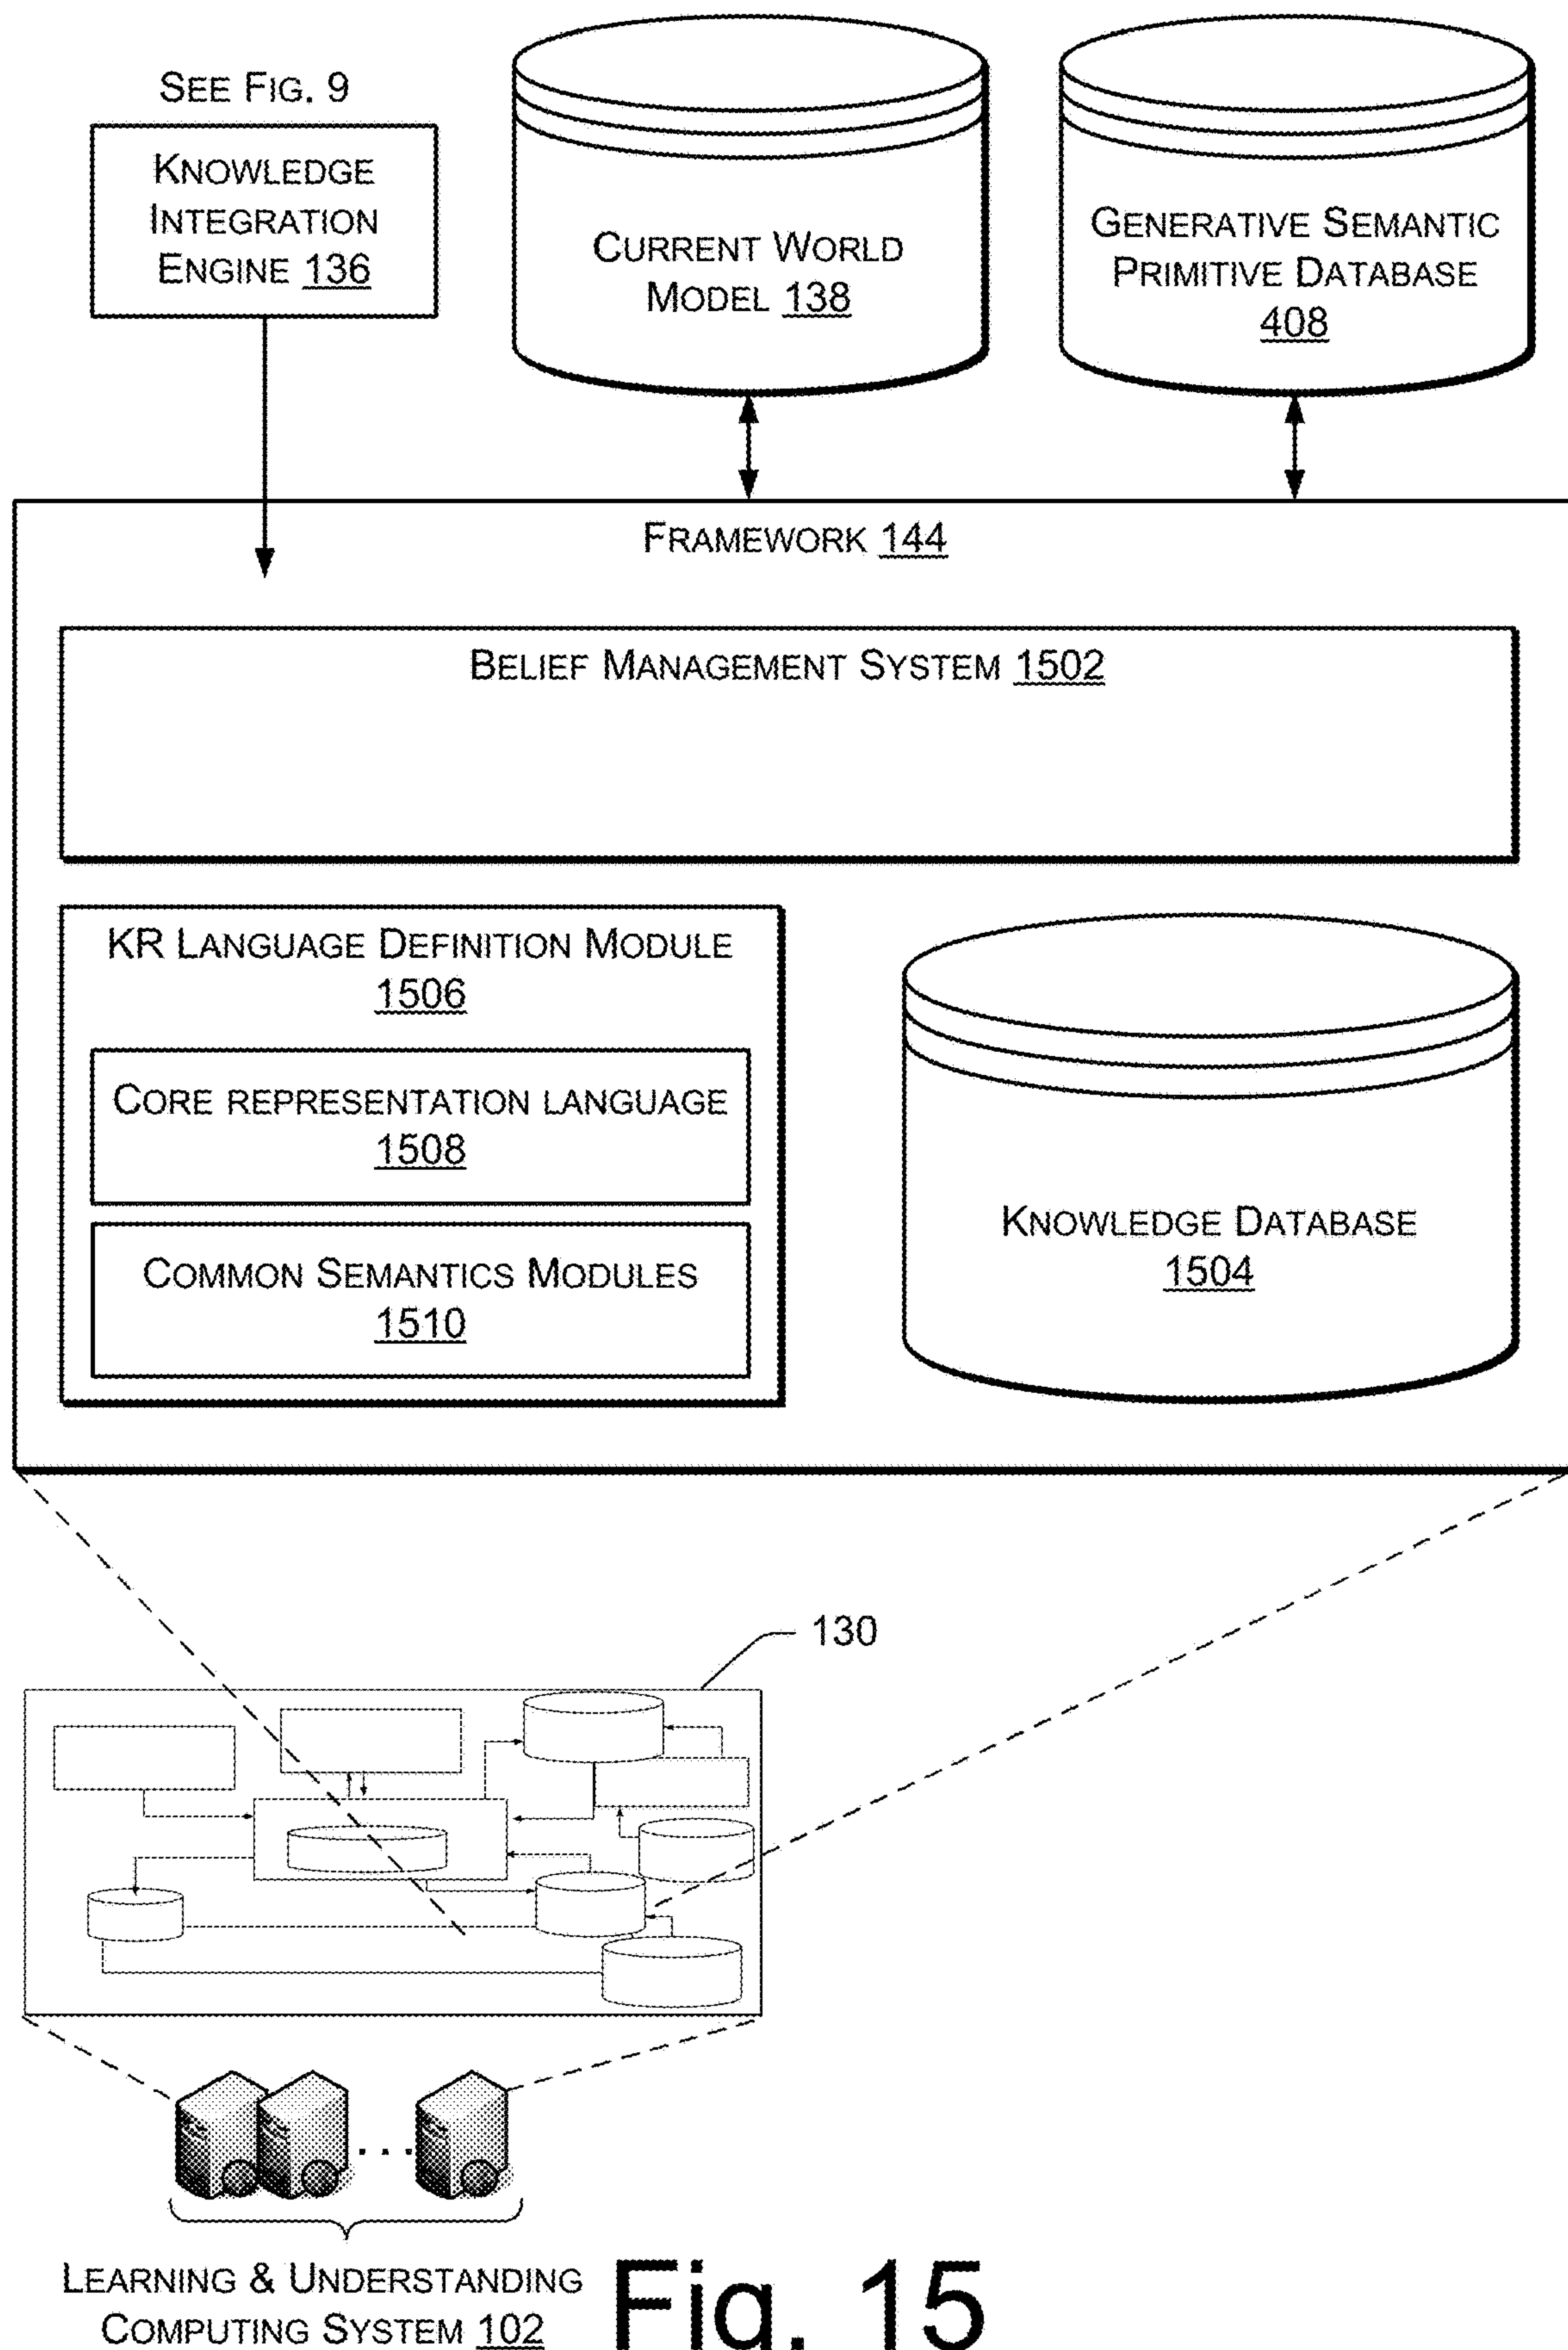 SEE FIG. 9
KNOWLEDGE
INTEGRATION
ENGINE 136
CURRENT WORLD
MODEL 138
GENERATIVE SEMANTIC
PRIMITIVE DATABASE
408
FRAMEWORK 144
BELIEF MANAGEMENT SYSTEM 1502
KR LANGUAGE DEFINITION MODULE
1506
CORE REPRESENTATION LANGUAGE
1508
COMMON SEMANTICS MODULES
1510
KNOWLEDGE DATABASE
1504
130
...
LEARNING & UNDERSTANDING
COMPUTING SYSTEM 102
Fig. 15